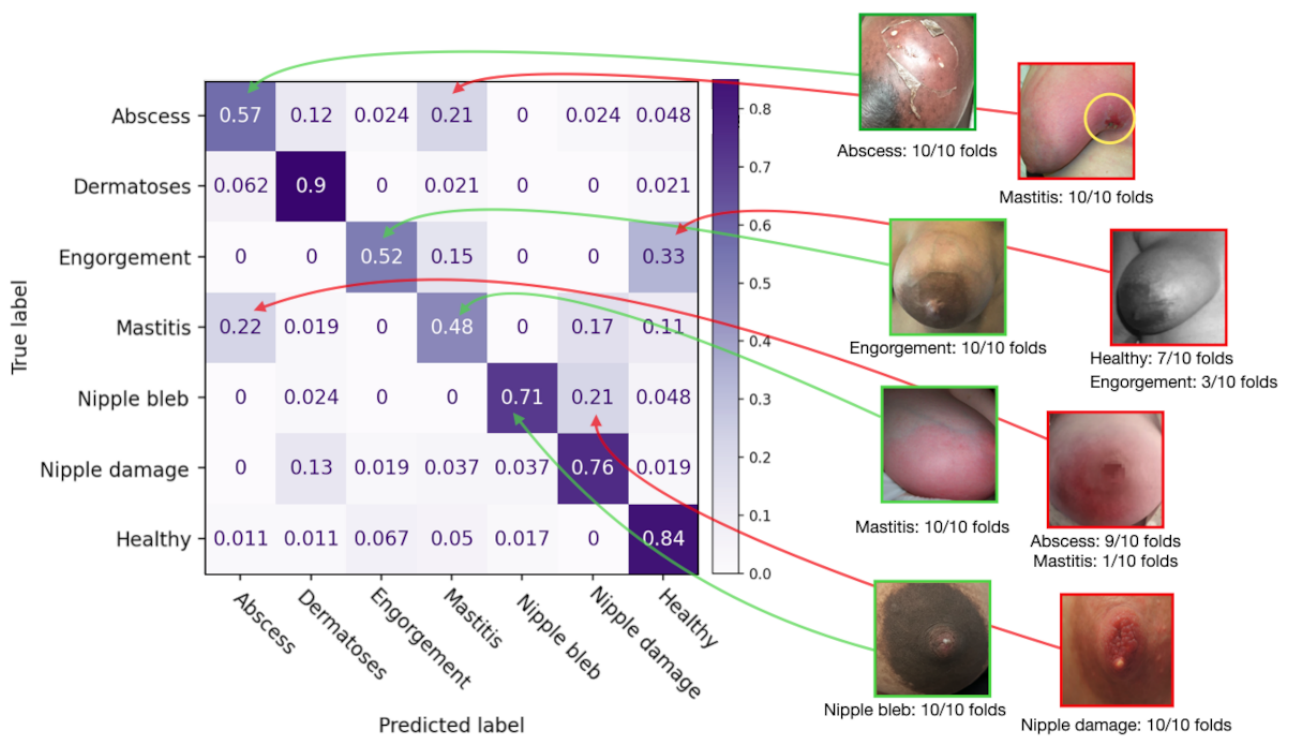 Abscess 0.57 0.12 0.024 0.21 0 0.024 0.048
Dermatoses 0.062 0.9 0 0.021 0 0 0.021
Engorgement 0 0 0.52 0.15 0 0 0.33
Mastitis 0.22 0.019 0 0.48 0 0.17 0.11
Nipple bleb 0 0.024 0 0 0.71 0.21 0.048
Nipple damage 0 0.13 0.019 0.037 0.037 0.76 0.019
Healthy 0.011 0.011 0.067 0.05 0.017 0 0.84
True label
Abscess
Dermatoses
Engorgement
Mastitis
Nipple bleb
Nipple damage
Healthy
Predicted label
0.8
0.7
0.6
0.5
0.4
0.3
0.2
0.1
0.0
Abscess: 10/10 folds
Mastitis: 10/10 folds
Engorgement: 10/10 folds
Healthy: 7/10 folds
Engorgement: 3/10 folds
Mastitis: 10/10 folds
Abscess: 9/10 folds
Mastitis: 1/10 folds
Nipple bleb: 10/10 folds
Nipple damage: 10/10 folds